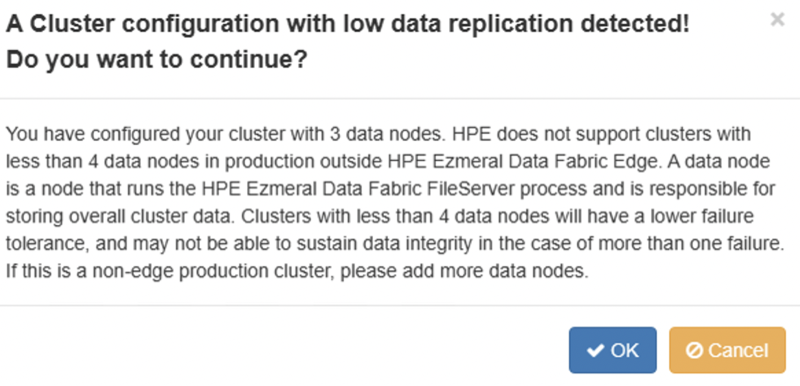 A Cluster configuration with low data replication detected!
Do you want to continue?
×
You have configured your cluster with 3 data nodes. HPE does not support clusters with
less than 4 data nodes in production outside HPE Ezmeral Data Fabric Edge. A data node
is a node that runs the HPE Ezmeral Data Fabric FileServer process and is responsible for
storing overall cluster data. Clusters with less than 4 data nodes will have a lower failure
tolerance, and may not be able to sustain data integrity in the case of more than one failure.
If this is a non-edge production cluster, please add more data nodes.
OK
Cancel